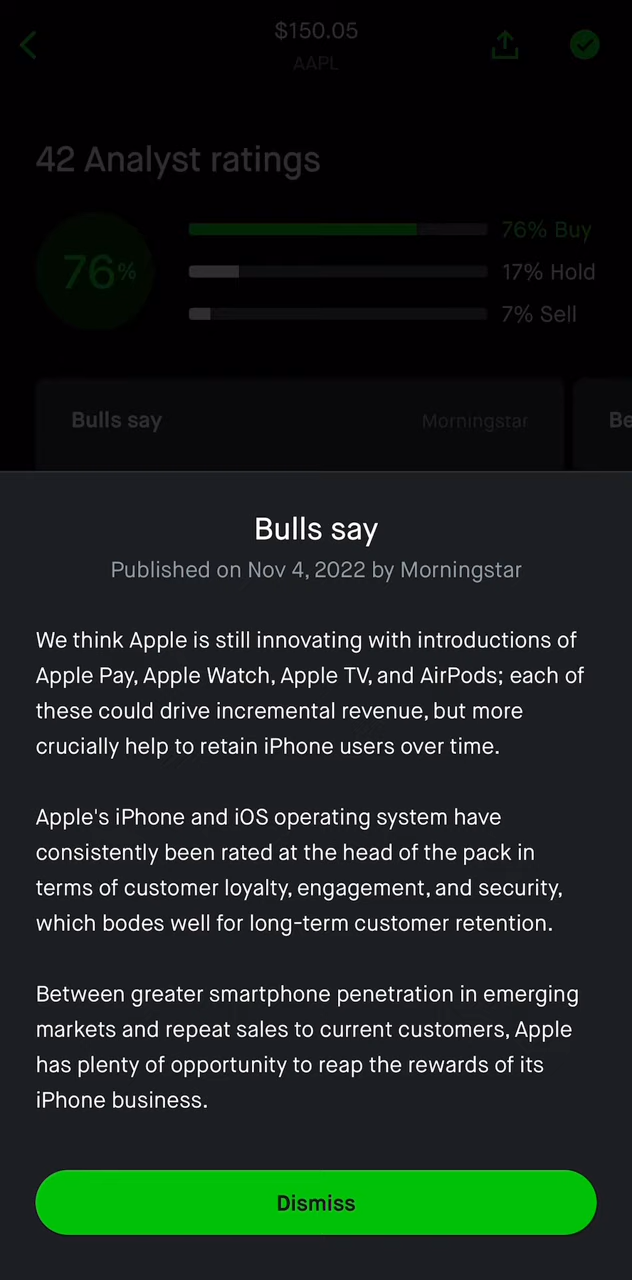 $150.05
AAPL
42 Analyst ratings
76%
76% Buy
17% Hold
7% Sell
Bulls say
Morningstar
Be
Bulls say
Published on Nov 4, 2022 by Morningstar
We think Apple is still innovating with introductions of
Apple Pay, Apple Watch, Apple TV, and AirPods; each of
these could drive incremental revenue, but more
crucially help to retain iPhone users over time.
Apple's iPhone and iOS operating system have
consistently been rated at the head of the pack in
terms of customer loyalty, engagement, and security,
which bodes well for long-term customer retention.
Between greater smartphone penetration in emerging
markets and repeat sales to current customers, Apple
has plenty of opportunity to reap the rewards of its
iPhone business.
Dismiss